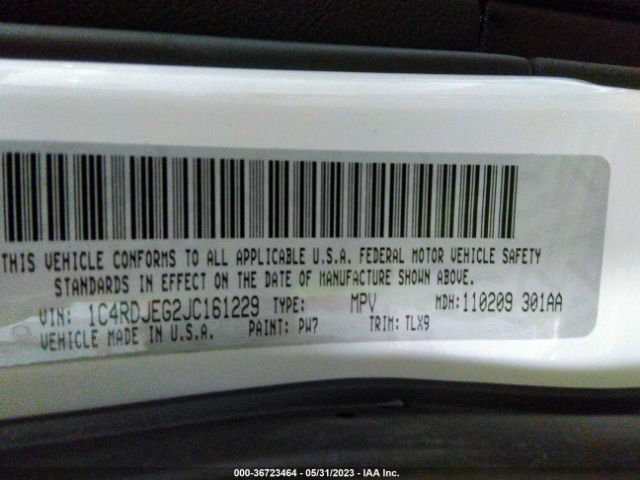 THIS VEHICLE CONFORMS TO ALL APPLICABLE U.S.A. FEDERAL MOTOR VEHICLE SAFETY
STANDARDS IN EFFECT ON THE DATE OF MANUFACTURE SHOWN ABOVE.
VIN: 1C4RDJEG2JC161229 TYPE: MPV MDH:110209 301AA
VEHICLE MADE IN U.S.A. PAINT: PW7 TRIM: TLX9
000-36723464 - 05/31/2023 - IAA Inc.